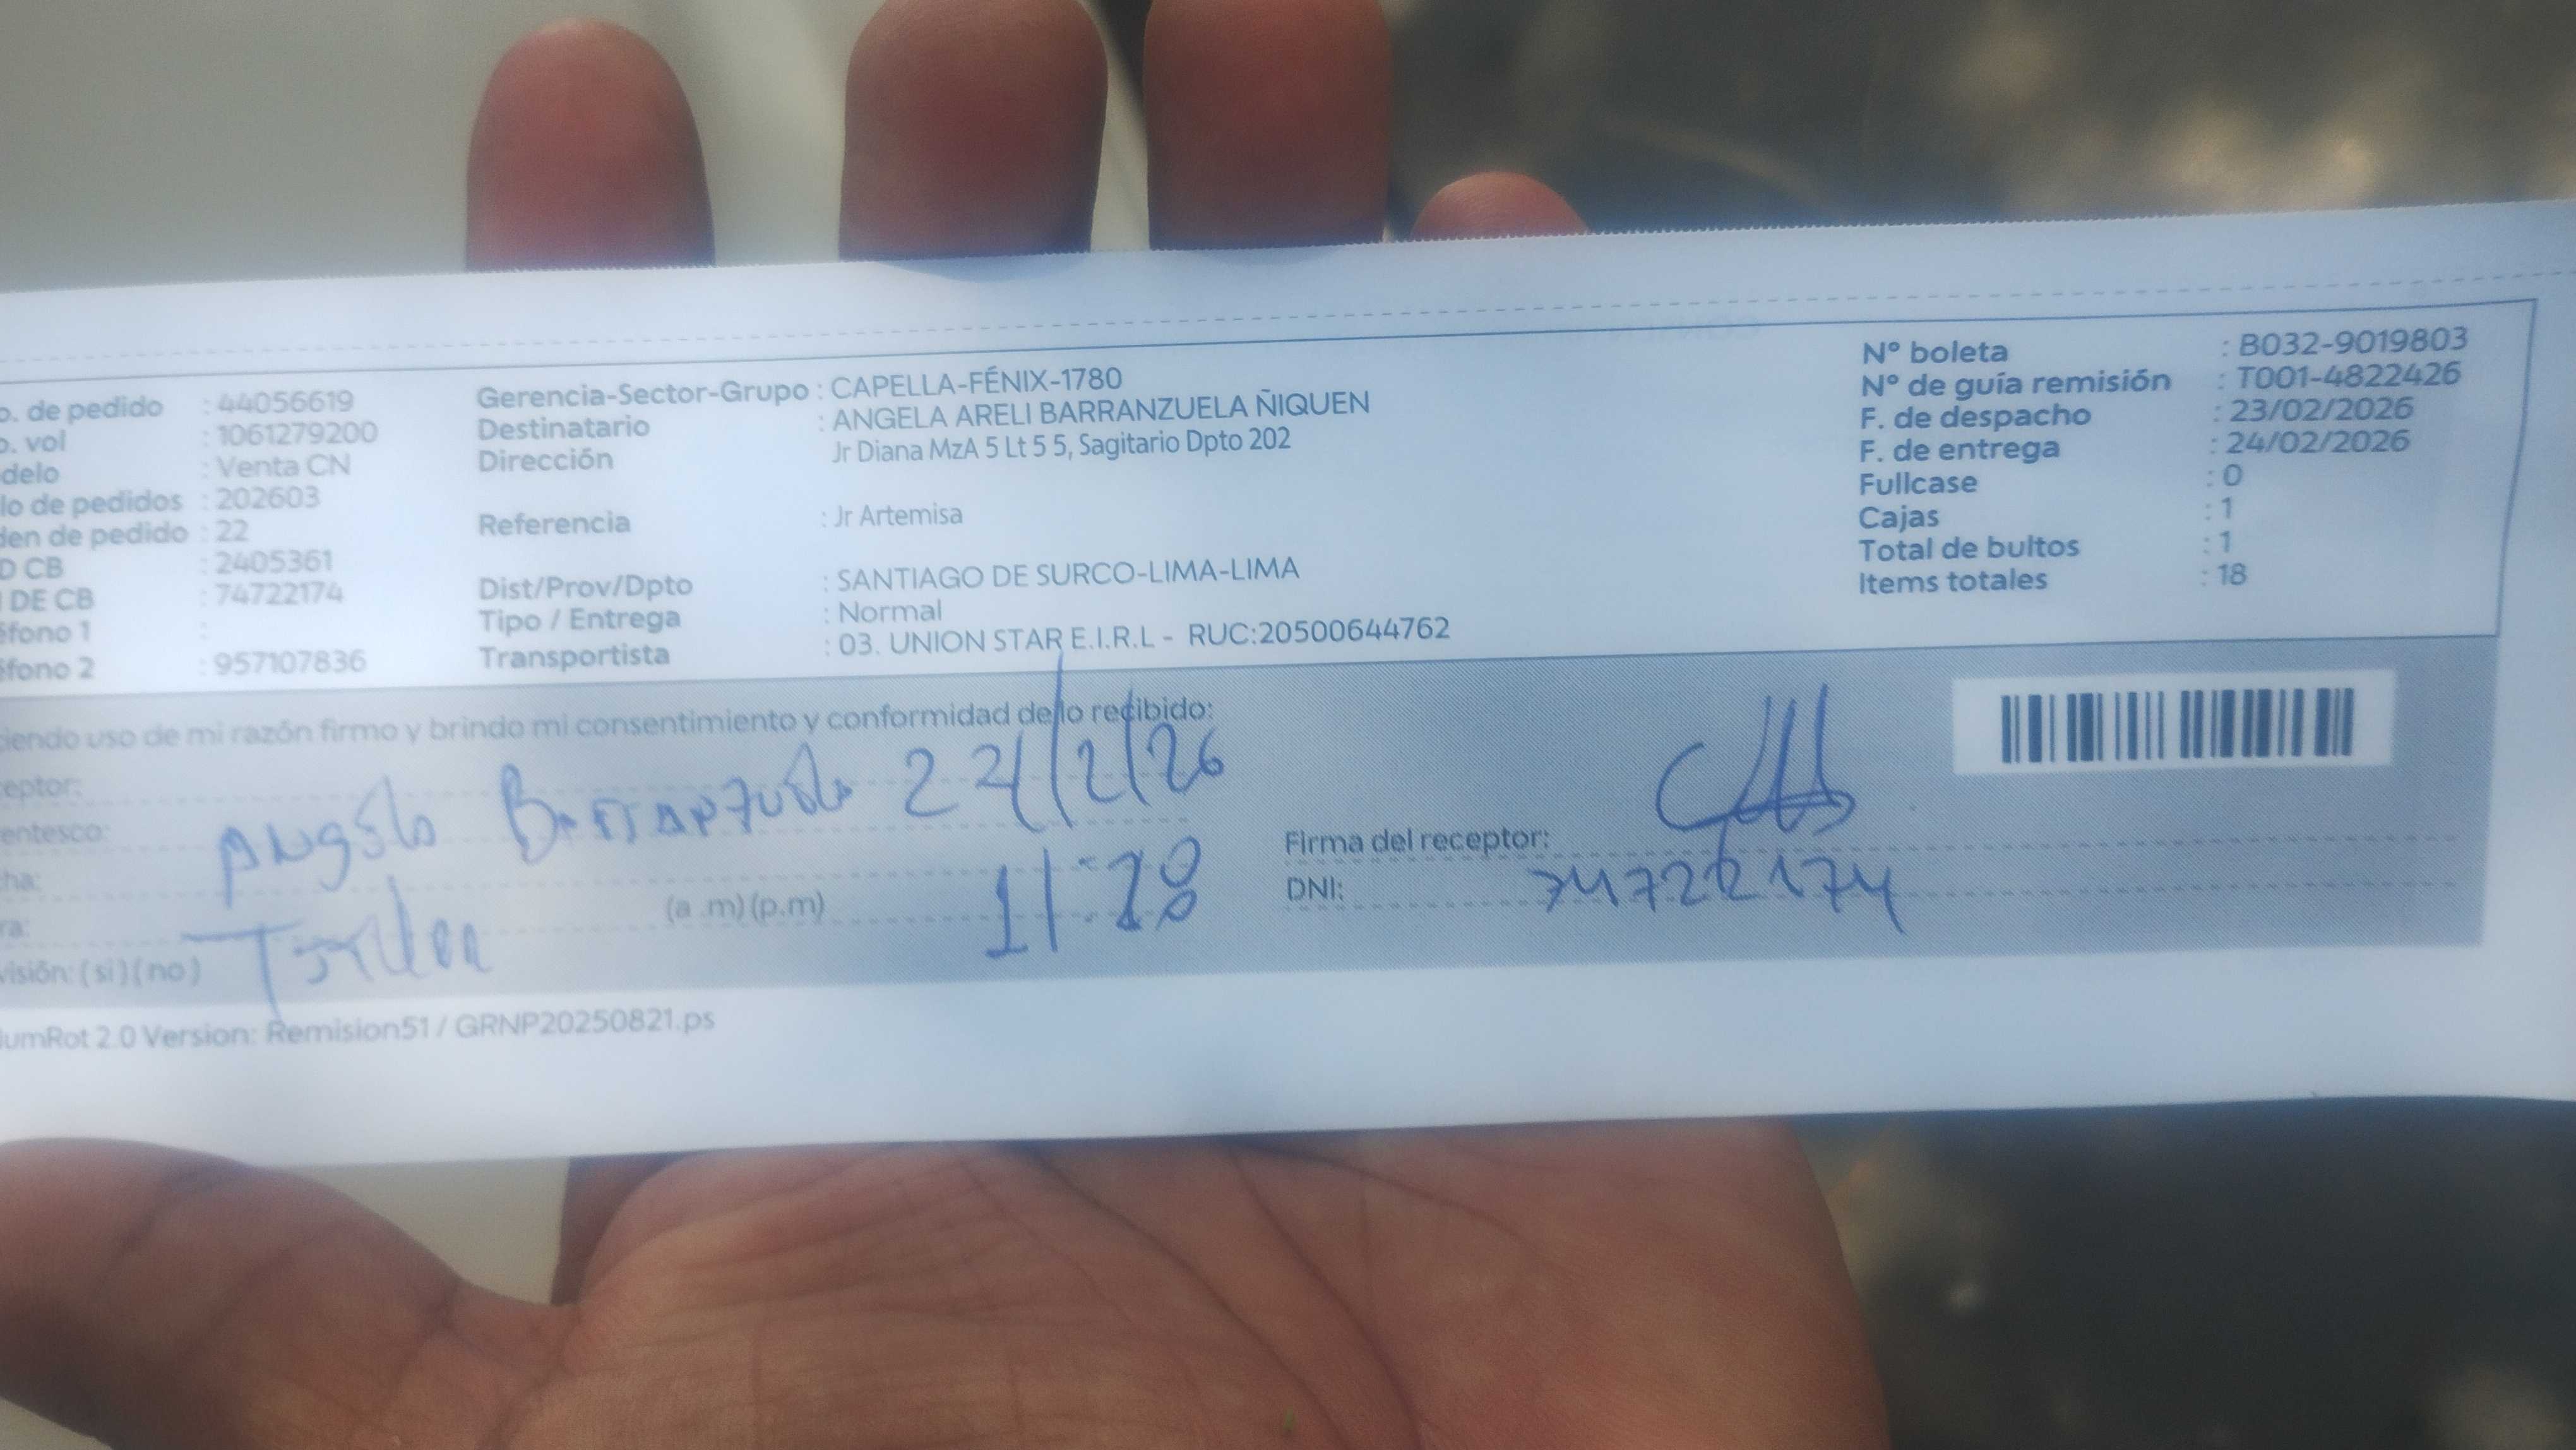 o. de pedido : 44056619
o. vol : 1061279200
delo : Venta CN
lo de pedidos : 202603
den de pedido : 22
D CB : 2405361
DE CB : 74722174
éfono 1 :
éfono 2 : 957107836
Gerencia-Sector-Grupo : CAPELLA-FÉNIX-1780
Destinatario : ANGELA ARELI BARRANZUELA ÑIQUEN
Dirección Jr Diana MzA 5 Lt 5 5, Sagitario Dpto 202
Referencia : Jr Artemisa
Dist/Prov/Dpto : SANTIAGO DE SURCO-LIMA-LIMA
Tipo / Entrega : Normal
Transportista : 03. UNION STAR E.I.R.L - RUC:20500644762
N° boleta : B032-9019803
N° de guía remisión : T001-4822426
F. de despacho : 23/02/2026
F. de entrega : 24/02/2026
Fullcase : 0
Cajas : 1
Total de bultos : 1
Items totales : 18
iendo uso de mi razón firmo y brindo mi consentimiento y conformidad de lo recibido:
eptor:
entesco:
ha:
ra: (a .m) (p.m)
visión: (si) (no)
24/2/26
Firma del receptor:
DNI: 74722174
umRot 2.0 Version: Remision51 / GRNP20250821.ps